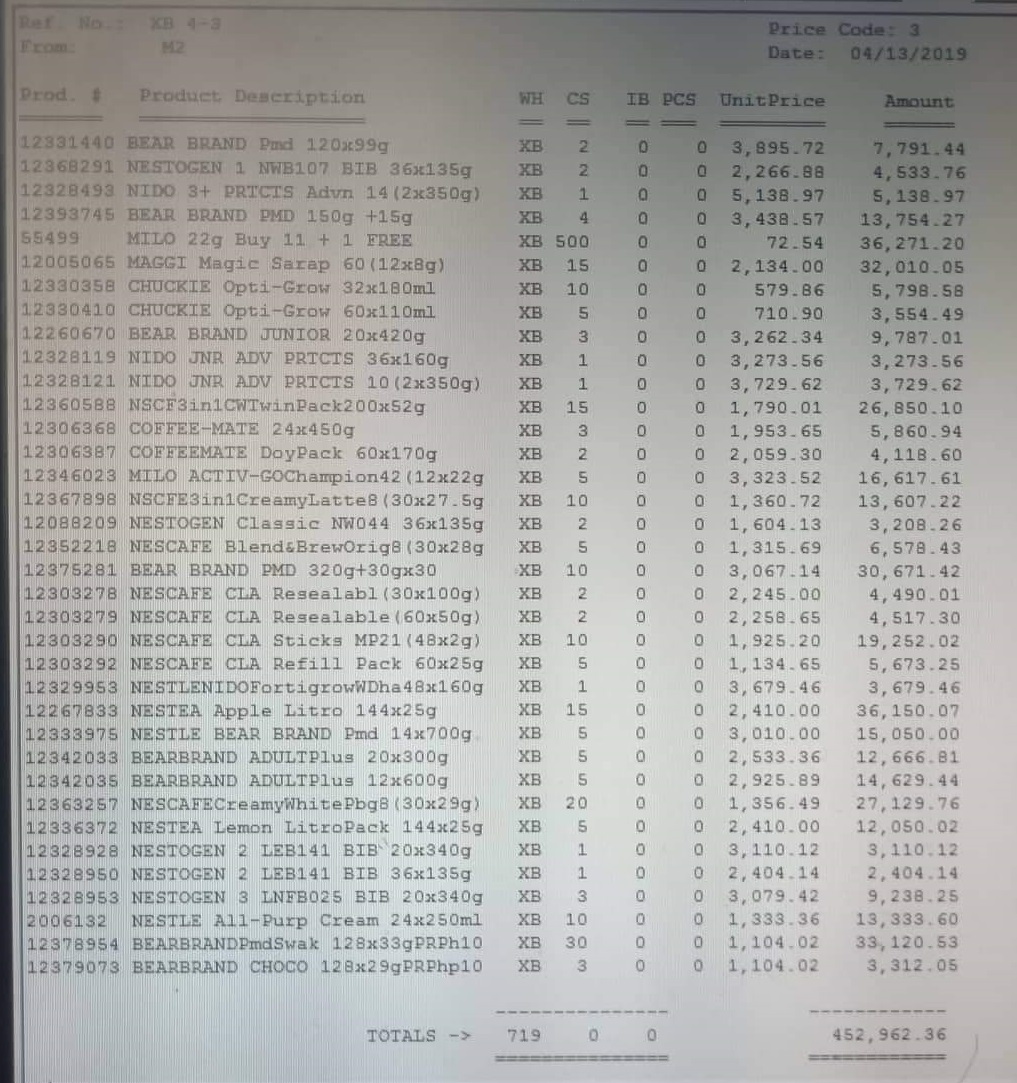 Ref. No.: XB 4-3
Price Code: 3
From: M2
Date: 04/13/2019
Prod. # Product Description WH CS IB PCS UnitPrice Amount
12331440 BEAR BRAND Pmd 120x99g XB 2 0 0 3,895.72 7,791.44
12368291 NESTOGEN 1 NWB107 BIB 36x135g XB 2 0 0 2,266.88 4,533.76
12328493 NIDO 3+ PRTCTS Advn 14(2x350g) XB 1 0 0 5,138.97 5,138.97
12393745 BEAR BRAND PMD 150g +15g XB 4 0 0 3,438.57 13,754.27
55499 MILO 22g Buy 11 + 1 FREE XB 500 0 0 72.54 36,271.20
12005065 MAGGI Magic Sarap 60(12x8g) XB 15 0 0 2,134.00 32,010.05
12330358 CHUCKIE Opti-Grow 32x180ml XB 10 0 0 579.86 5,798.58
12330410 CHUCKIE Opti-Grow 60x110ml XB 5 0 0 710.90 3,554.49
12260670 BEAR BRAND JUNIOR 20x420g XB 3 0 0 3,262.34 9,787.01
12328119 NIDO JNR ADV PRTCTS 36x160g XB 1 0 0 3,273.56 3,273.56
12328121 NIDO JNR ADV PRTCTS 10(2x350g) XB 1 0 0 3,729.62 3,729.62
12360588 NSCF3in1CWTwinPack200x52g XB 15 0 0 1,790.01 26,850.10
12306368 COFFEE-MATE 24x450g XB 3 0 0 1,953.65 5,860.94
12306387 COFFEEMATE DoyPack 60x170g XB 2 0 0 2,059.30 4,118.60
12346023 MILO ACTIV-GOChampion42(12x22g XB 5 0 0 3,323.52 16,617.61
12367898 NSCFE3in1CreamyLatte8(30x27.5g XB 10 0 0 1,360.72 13,607.22
12088209 NESTOGEN Classic NW044 36x135g XB 2 0 0 1,604.13 3,208.26
12352218 NESCAFE Blend&BrewOrig8(30x28g XB 5 0 0 1,315.69 6,578.43
12375281 BEAR BRAND PMD 320g+30gx30 XB 10 0 0 3,067.14 30,671.42
12303278 NESCAFE CLA Resealabl(30x100g) XB 2 0 0 2,245.00 4,490.01
12303279 NESCAFE CLA Resealable(60x50g) XB 2 0 0 2,258.65 4,517.30
12303290 NESCAFE CLA Sticks MP21(48x2g) XB 10 0 0 1,925.20 19,252.02
12303292 NESCAFE CLA Refill Pack 60x25g XB 5 0 0 1,134.65 5,673.25
12329953 NESTLENIDOFortigrowWDha48x160g XB 1 0 0 3,679.46 3,679.46
12267833 NESTEA Apple Litro 144x25g XB 15 0 0 2,410.00 36,150.07
12333975 NESTLE BEAR BRAND Pmd 14x700g XB 5 0 0 3,010.00 15,050.00
12342033 BEARBRAND ADULTPlus 20x300g XB 5 0 0 2,533.36 12,666.81
12342035 BEARBRAND ADULTPlus 12x600g XB 5 0 0 2,925.89 14,629.44
12363257 NESCAFECreamyWhitePbg8(30x29g) XB 20 0 0 1,356.49 27,129.76
12336372 NESTEA Lemon LitroPack 144x25g XB 5 0 0 2,410.00 12,050.02
12328928 NESTOGEN 2 LEB141 BIB 20x340g XB 1 0 0 3,110.12 3,110.12
12328950 NESTOGEN 2 LEB141 BIB 36x135g XB 1 0 0 2,404.14 2,404.14
12328953 NESTOGEN 3 LNFB025 BIB 20x340g XB 3 0 0 3,079.42 9,238.25
2006132 NESTLE All-Purp Cream 24x250ml XB 10 0 0 1,333.36 13,333.60
12378954 BEARBRANDPmdSwak 128x33gPRPh10 XB 30 0 0 1,104.02 33,120.53
12379073 BEARBRAND CHOCO 128x29gPRPhp10 XB 3 0 0 1,104.02 3,312.05
TOTALS -> 719 0 0 452,962.36